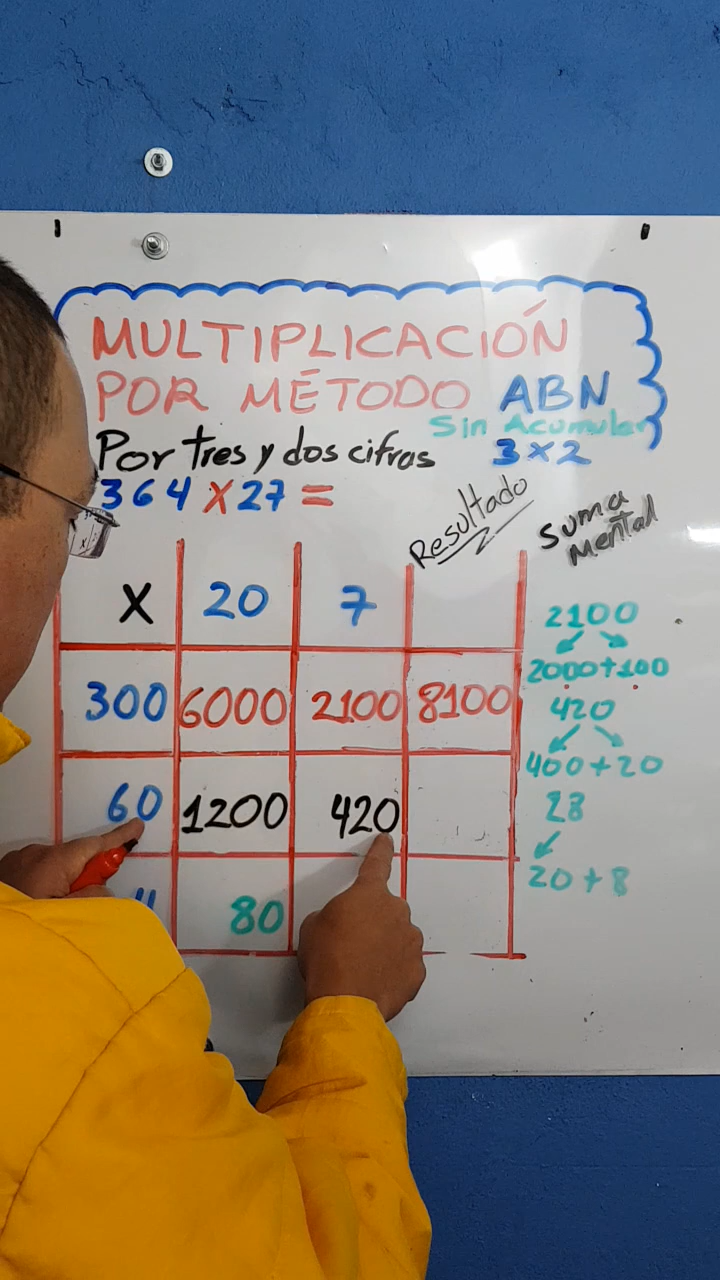 MULTIPLICACIÓN
POR MÉTODO ABN
Sin Acumular
Por tres y dos cifras 3x2
364 x 27 =
Resultado
Suma Mental
X 20 7
300 6000 2100 8100
60 1200 420
4 80
2100
2000+100
420
400+20
28
20+8